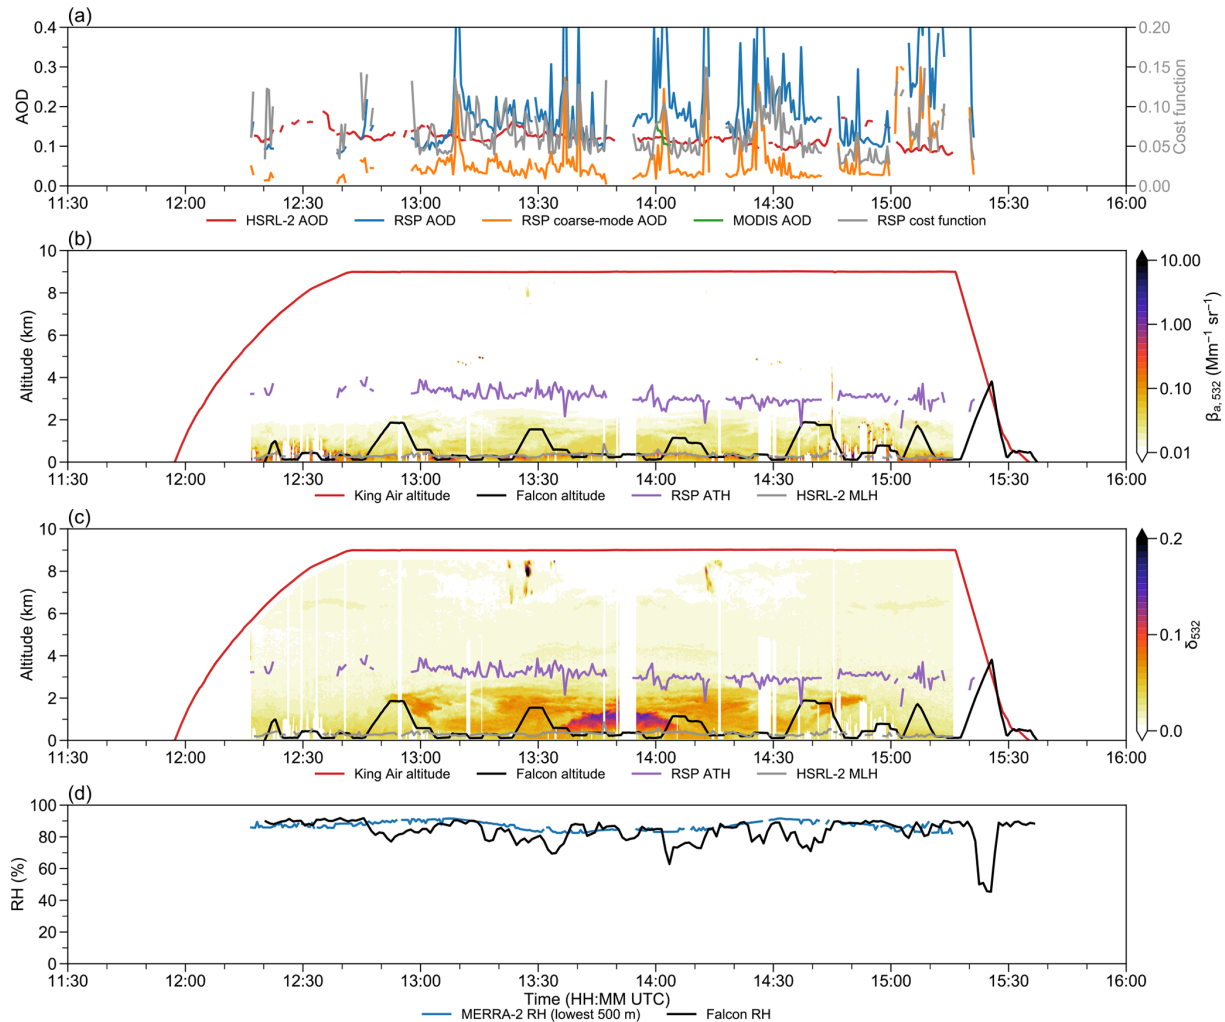 (a)
0.4
0.3
0.2
0.1
0.0
AOD
0.20
0.15
0.10
0.05
0.00
Cost function
11:30 12:00 12:30 13:00 13:30 14:00 14:30 15:00 15:30 16:00
HSRL-2 AOD RSP AOD RSP coarse-mode AOD MODIS AOD RSP cost function
(b)
10
8
6
4
2
0
Altitude (km)
10.00
1.00
0.10
0.01
βa, 532 (Mm⁻¹ sr⁻¹)
11:30 12:00 12:30 13:00 13:30 14:00 14:30 15:00 15:30 16:00
King Air altitude Falcon altitude RSP ATH HSRL-2 MLH
(c)
10
8
6
4
2
0
Altitude (km)
0.2
0.1
0.0
δ532
11:30 12:00 12:30 13:00 13:30 14:00 14:30 15:00 15:30 16:00
King Air altitude Falcon altitude RSP ATH HSRL-2 MLH
(d)
100
80
60
40
20
0
RH (%)
11:30 12:00 12:30 13:00 13:30 14:00 14:30 15:00 15:30 16:00
Time (HH:MM UTC)
MERRA-2 RH (lowest 500 m) Falcon RH